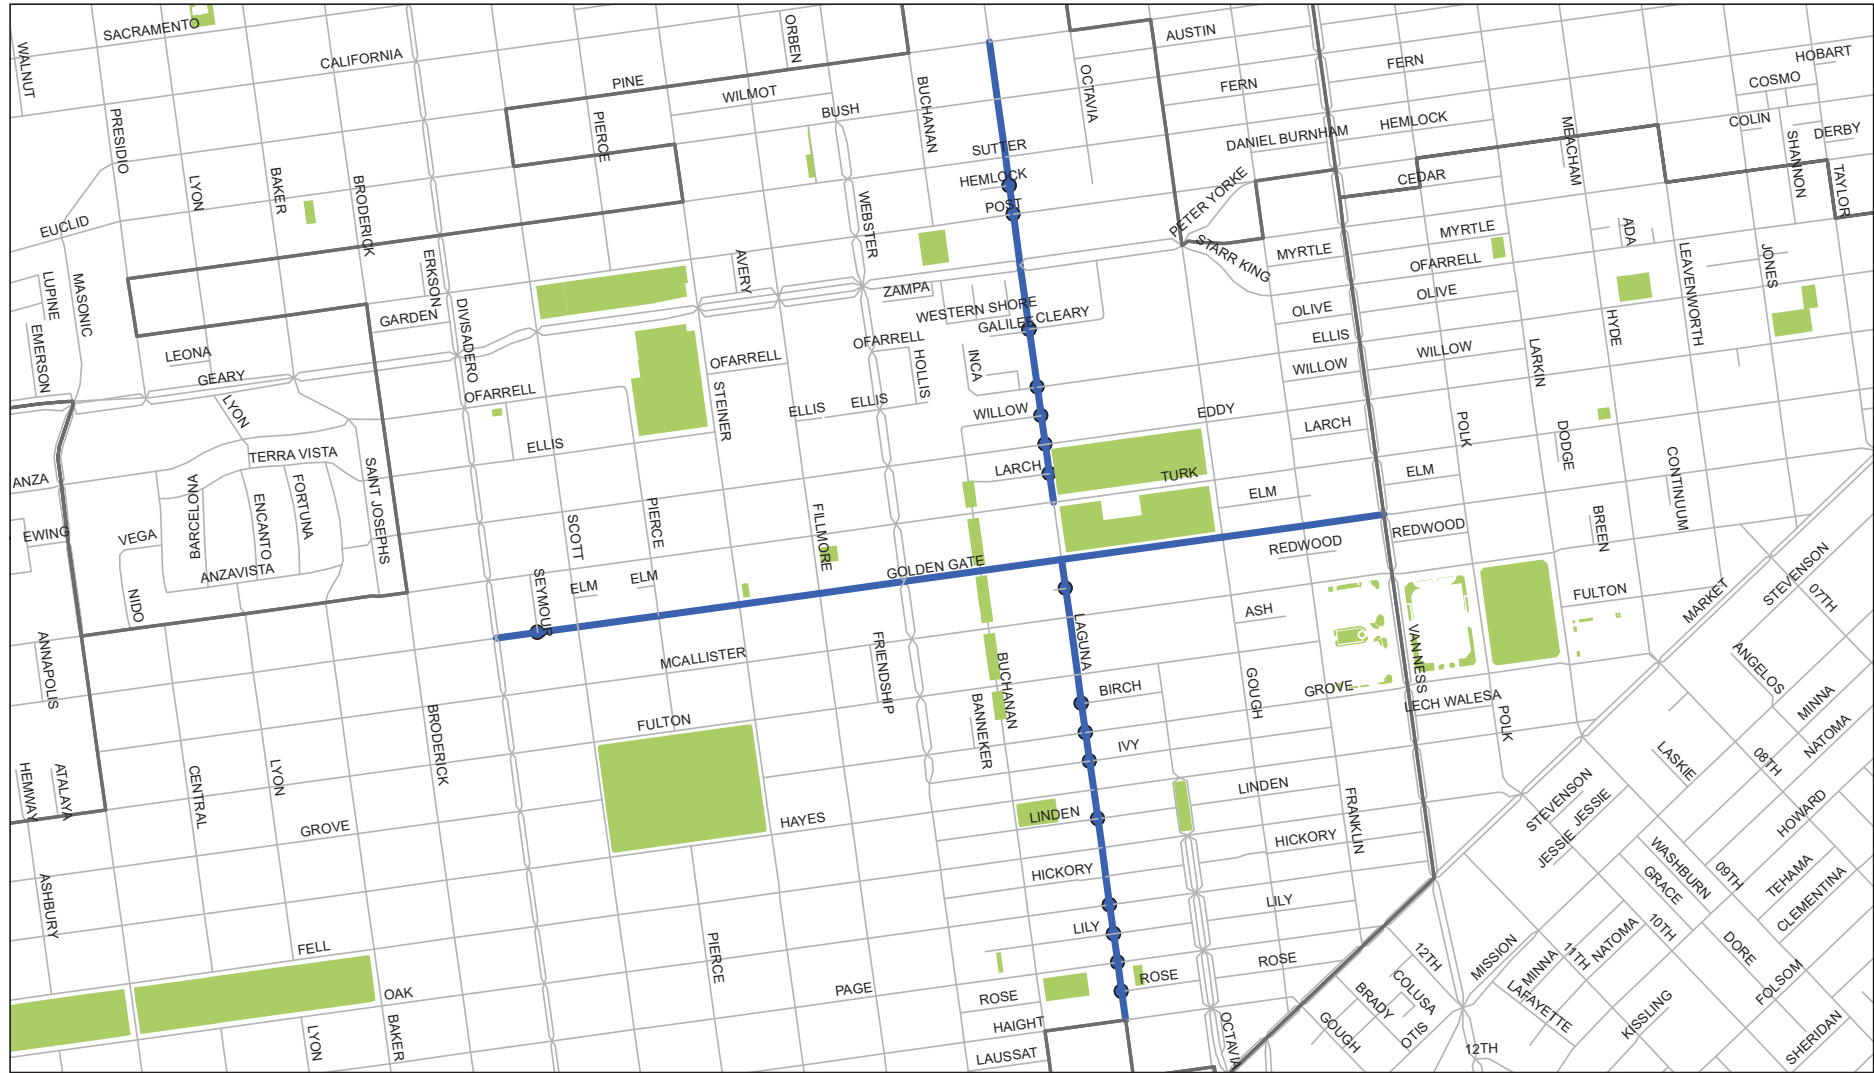 SACRAMENTO
WALNUT
CALIFORNIA
ORBEN
PINE
WILMOT
BUSH
BUCHANAN
OCTAVIA
AUSTIN
FERN
FERN
HOBART
COSMO
COLIN
DERBY
SHANNON
TAYLOR
MEACHAM
HEMLOCK
DANIEL BURNHAM
PRESIDIO
LYON
BAKER
BRODERICK
PIERCE
SUTTER
HEMLOCK
POST
PETER YORKE
STARR KING
CEDAR
EUCLID
MASONIC
LUPINE
EMERSON
ERKSON
GARDEN
DIVISADERO
AVERY
WEBSTER
ZAMPA
WESTERN SHORE
GALILEE
CLEARY
MYRTLE
MYRTLE
OFARRELL
OLIVE
OLIVE
ADA
LEAVENWORTH
JONES
HYDE
LEONA
GEARY
LYON
OFARRELL
OFARRELL
OFARRELL
HOLLIS
INCA
ELLIS
WILLOW
WILLOW
LARKIN
STEINER
ELLIS
ELLIS
ELLIS
WILLOW
EDDY
LARCH
POLK
DODGE
CONTINUUM
TERRA VISTA
ANZA
BARCELONA
ENCANTO
FORTUNA
SAINT JOSEPHS
LARCH
TURK
ELM
ELM
EWING
VEGA
ANZAVISTA
NIDO
SCOTT
PIERCE
FILLMORE
GOLDEN GATE
REDWOOD
REDWOOD
BREEN
STEVENSON
07TH
MARKET
SEYMOUR
ELM
ELM
ASH
FULTON
ANNAPOLIS
MCALLISTER
FRIENDSHIP
BUCHANAN
BANNEKER
LAGUNA
BIRCH
GOUGH
GROVE
VAN NESS
LECH WALESA
POLK
ANGELOS
MINNA
NATOMA
BRODERICK
FULTON
IVY
LASKIE
08TH
HEMWAY
ATALAYA
CENTRAL
LYON
GROVE
HAYES
LINDEN
LINDEN
FRANKLIN
HICKORY
STEVENSON
JESSIE
JESSIE
HOWARD
WASHBURN
GRACE
09TH
TEHAMA
CLEMENTINA
ASHBURY
HICKORY
LILY
LILY
FELL
PIERCE
10TH
DORE
NATOMA
11TH
MINNA
MISSION
12TH
COLUSA
LAFAYETTE
FOLSOM
OAK
BAKER
LYON
PAGE
ROSE
ROSE
ROSE
HAIGHT
LAUSSAT
OCTAVIA
BRADY
GOUGH
OTIS
12TH
KISSLING
SHERIDAN